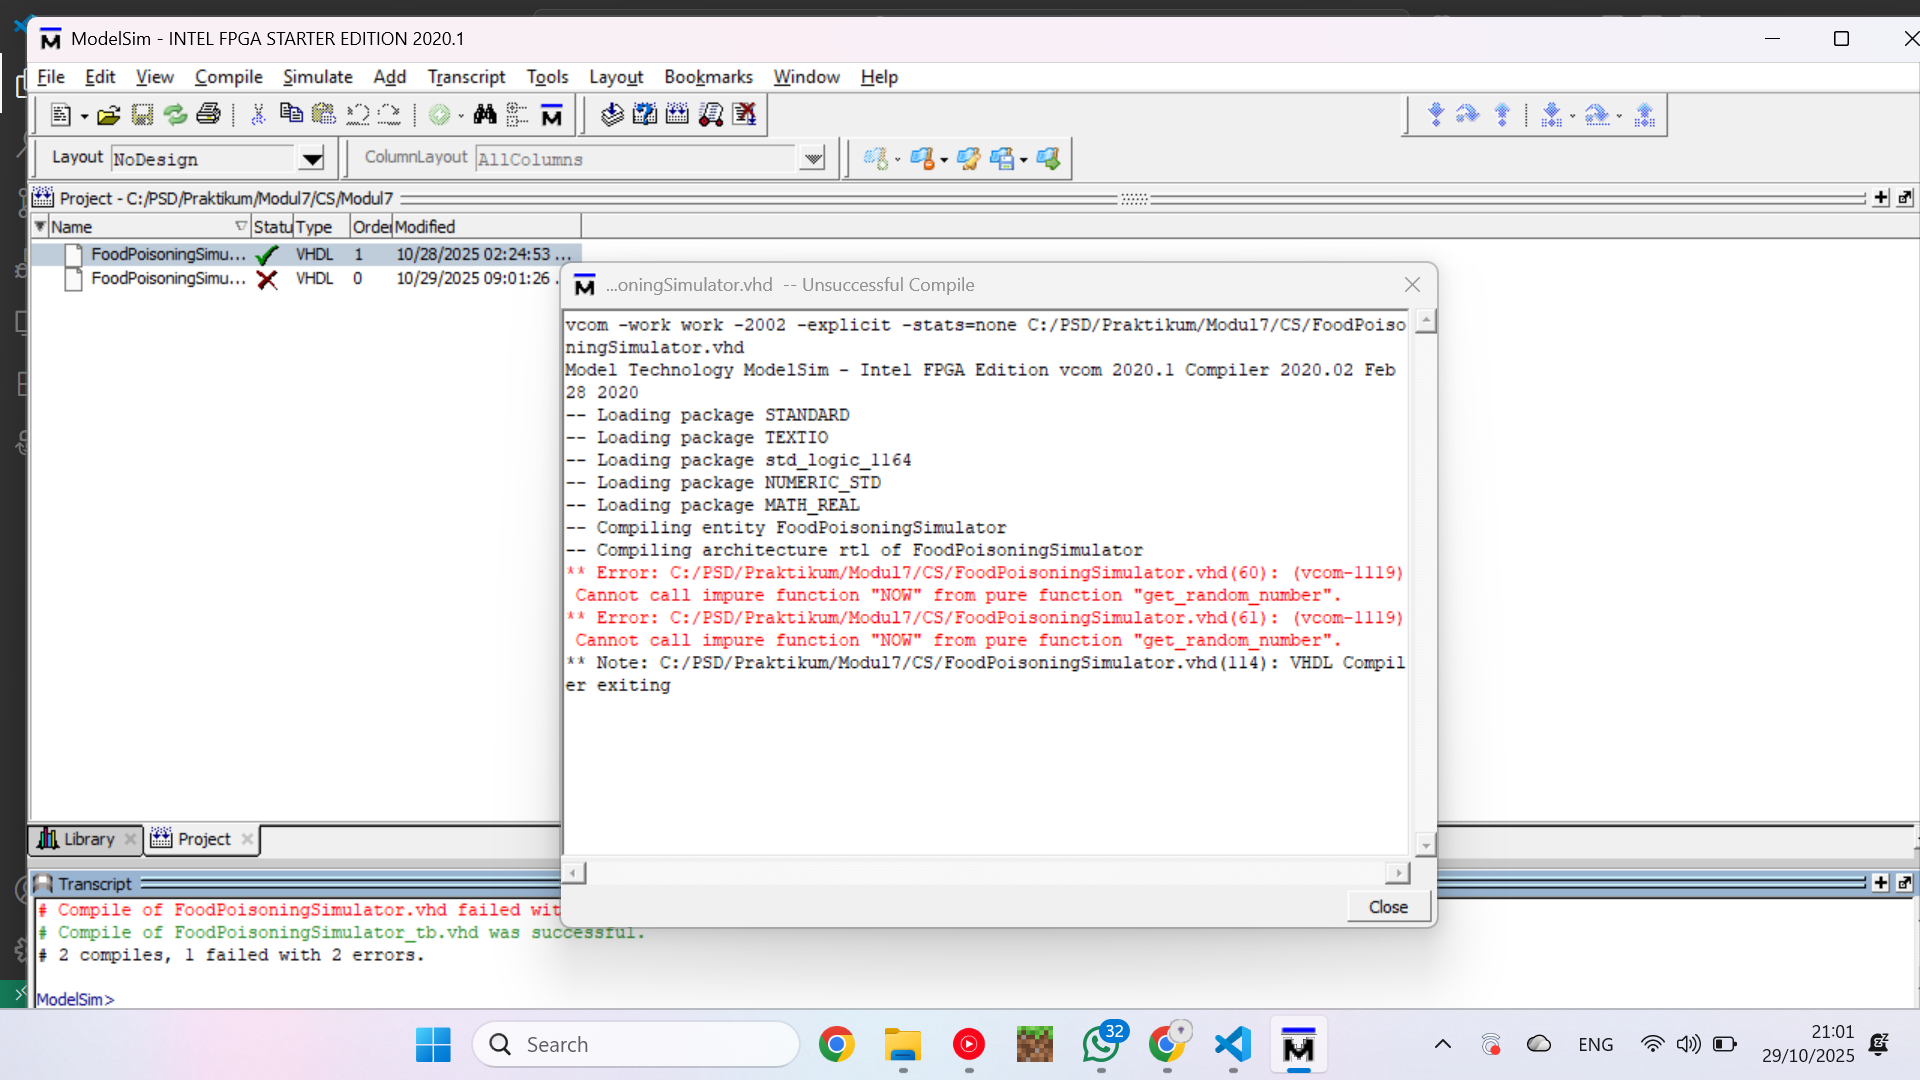 ModelSim - INTEL FPGA STARTER EDITION 2020.1
File Edit View Compile Simulate Add Transcript Tools Layout Bookmarks Window Help
Layout NoDesign ColumnLayout AllColumns
Project - C:/PSD/Praktikum/Modul7/CS/Modul7
Name Statu Type Order Modified
FoodPoisoningSimu... VHDL 1 10/28/2025 02:24:53 ...
FoodPoisoningSimu... VHDL 0 10/29/2025 09:01:26 .
...oningSimulator.vhd -- Unsuccessful Compile
vcom -work work -2002 -explicit -stats=none C:/PSD/Praktikum/Modul7/CS/FoodPoiso
ningSimulator.vhd
Model Technology ModelSim - Intel FPGA Edition vcom 2020.1 Compiler 2020.02 Feb
28 2020
-- Loading package STANDARD
-- Loading package TEXTIO
-- Loading package std_logic_1164
-- Loading package NUMERIC_STD
-- Loading package MATH_REAL
-- Compiling entity FoodPoisoningSimulator
-- Compiling architecture rtl of FoodPoisoningSimulator
** Error: C:/PSD/Praktikum/Modul7/CS/FoodPoisoningSimulator.vhd(60): (vcom-1119)
Cannot call impure function "NOW" from pure function "get_random_number".
** Error: C:/PSD/Praktikum/Modul7/CS/FoodPoisoningSimulator.vhd(61): (vcom-1119)
Cannot call impure function "NOW" from pure function "get_random_number".
** Note: C:/PSD/Praktikum/Modul7/CS/FoodPoisoningSimulator.vhd(114): VHDL Compil
er exiting
Close
Library Project
Transcript
# Compile of FoodPoisoningSimulator.vhd failed wit
# Compile of FoodPoisoningSimulator_tb.vhd was successful.
# 2 compiles, 1 failed with 2 errors.
ModelSim>
Search
32
ENG
21:01
29/10/2025